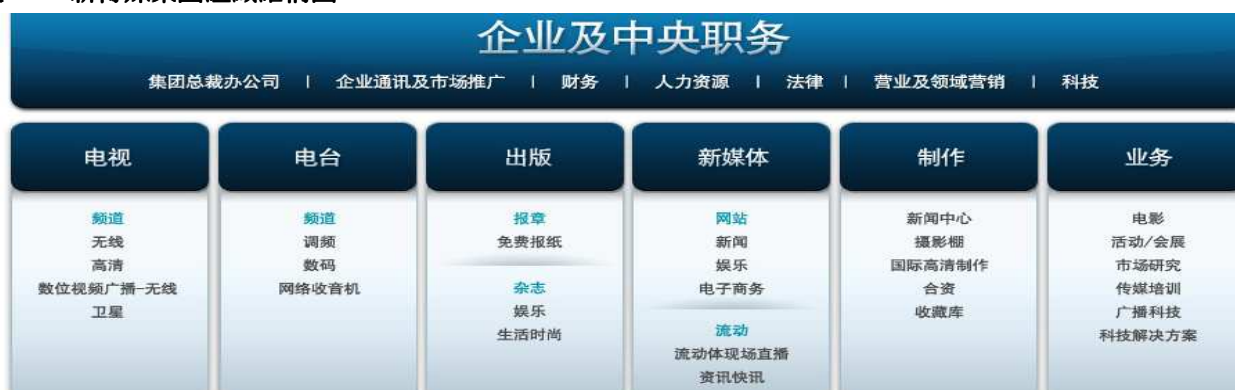 企业及中央职务
集团总裁办公司 | 企业通讯及市场推广 | 财务 | 人力资源 | 法律 | 营业及领域营销 | 科技
电视
频道
无线
高清
数位视频广播-无线
卫星
电台
频道
调频
数码
网络收音机
出版
报章
免费报纸
杂志
娱乐
生活时尚
新媒体
网站
新闻
娱乐
电子商务
流动
流动体现场直播
资讯快讯
制作
新闻中心
摄影棚
国际高清制作
合资
收藏库
业务
电影
活动/会展
市场研究
传媒培训
广播科技
科技解决方案